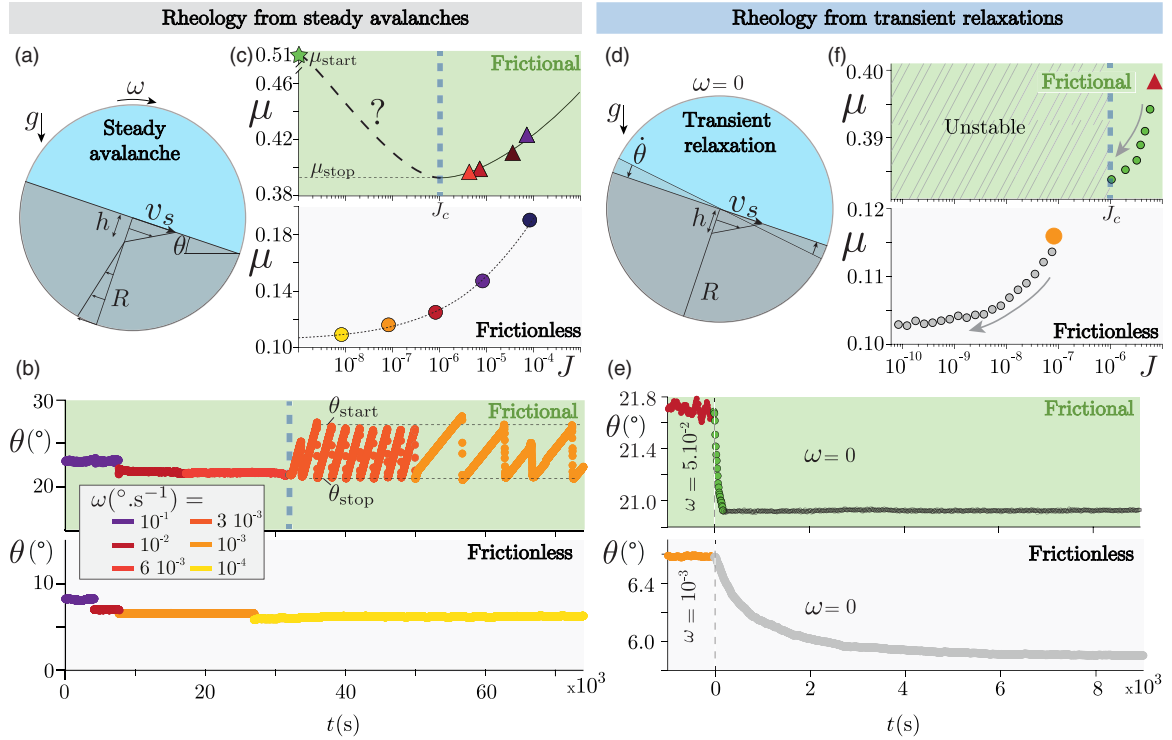 Rheology from steady avalanches
Rheology from transient relaxations
(a)
ω
g
Steady
avalanche
h
v_s
θ
R
(c)
μ
0.51
0.42
0.38
μ_start
μ_stop
?
Frictional
J_c
μ
0.18
0.16
0.14
0.12
0.10
Frictionless
10^-8
10^-7
10^-6
10^-5
10^-4
J
(d)
ω = 0
g
Transient
relaxation
θ̇
h
v_s
R
(f)
μ
0.40
0.39
Frictional
Unstable
J_c
μ
0.12
0.11
0.10
Frictionless
10^-10
10^-9
10^-8
10^-7
10^-6
J
(b)
θ(°)
30
20
Frictional
θ_start
θ_stop
ω(°.s^-1) =
10^-1
3 10^-3
10^-2
10^-3
6 10^-3
10^-4
θ(°)
10
0
Frictionless
0
20
40
60
x10^3
t(s)
(e)
θ(°)
21.8
21.4
21.0
Frictional
ω = 5.10^-2
ω = 0
θ(°)
6.4
6.0
Frictionless
ω = 10^-3
ω = 0
0
2
4
6
8
x10^3
t(s)